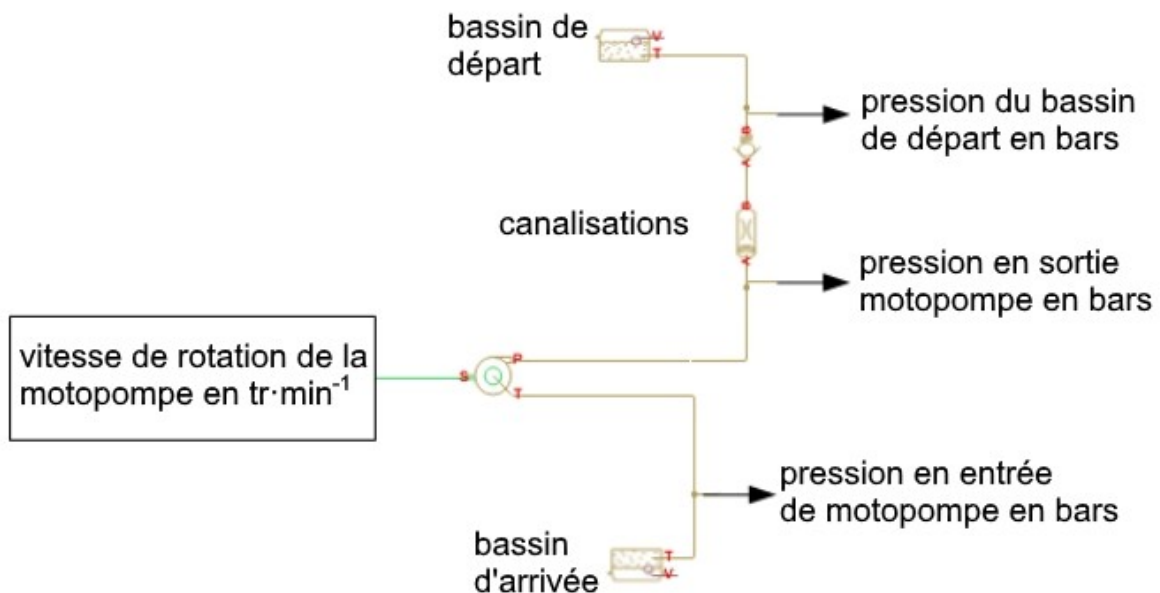 bassin de
départ
V
T
pression du bassin
de départ en bars
B
A
canalisations
B
A
pression en sortie
motopompe en bars
vitesse de rotation de la
motopompe en tr·min⁻¹
S
P
T
pression en entrée
de motopompe en bars
bassin
d'arrivée
T
V